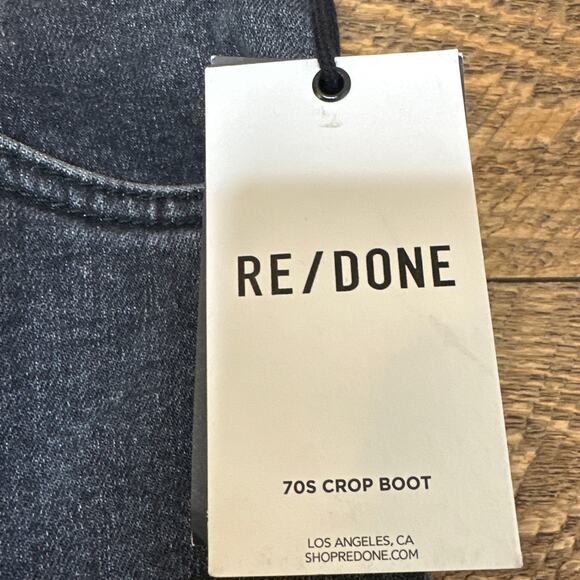 RE/DONE
70S CROP BOOT
LOS ANGELES, CA
SHOPREDONE.COM